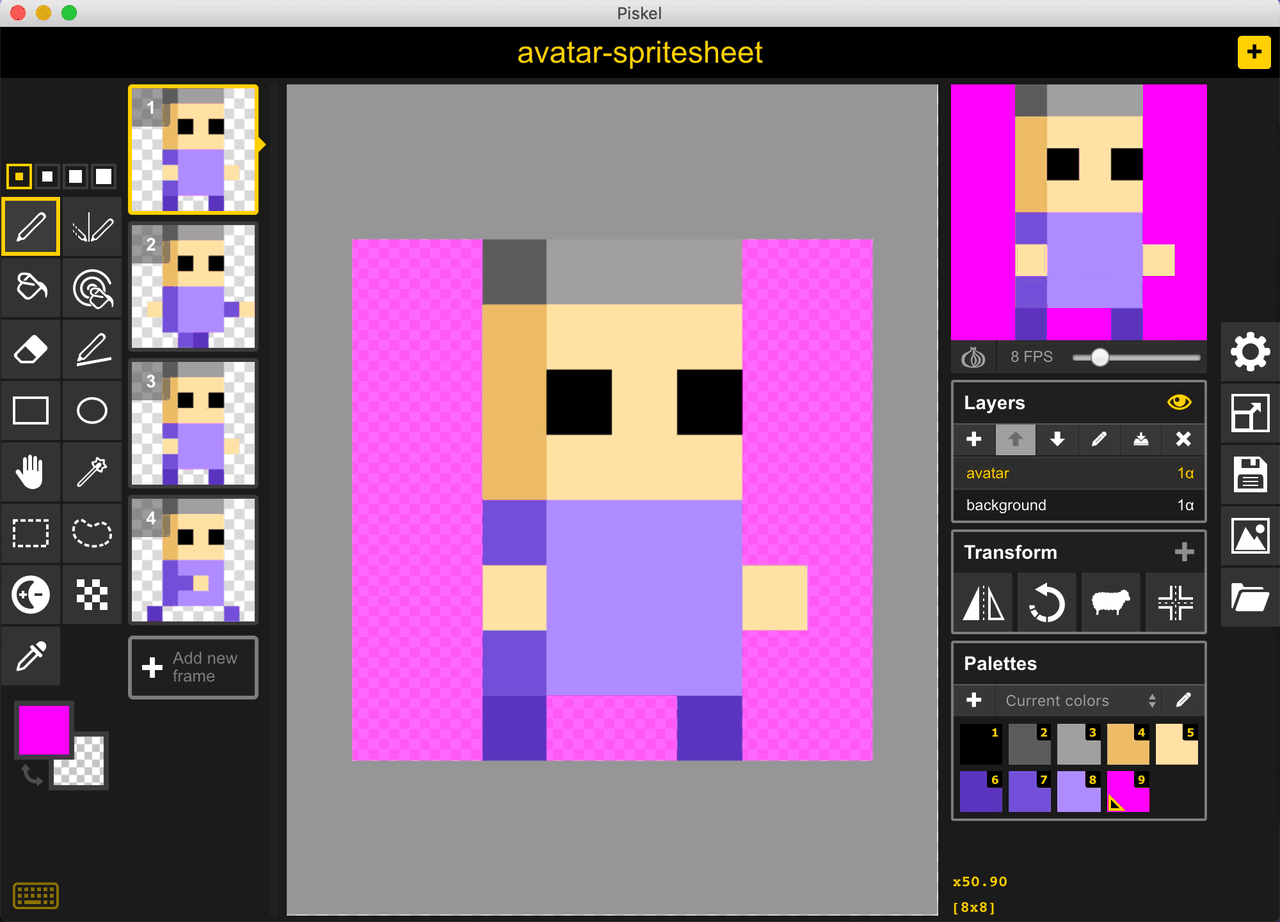 Piskel
avatar-spritesheet
1
2
3
4
Add new
frame
8 FPS
Layers
avatar 1α
background 1α
Transform
Palettes
Current colors
1 2 3 4 5
6 7 8 9
x50.90
[8x8]